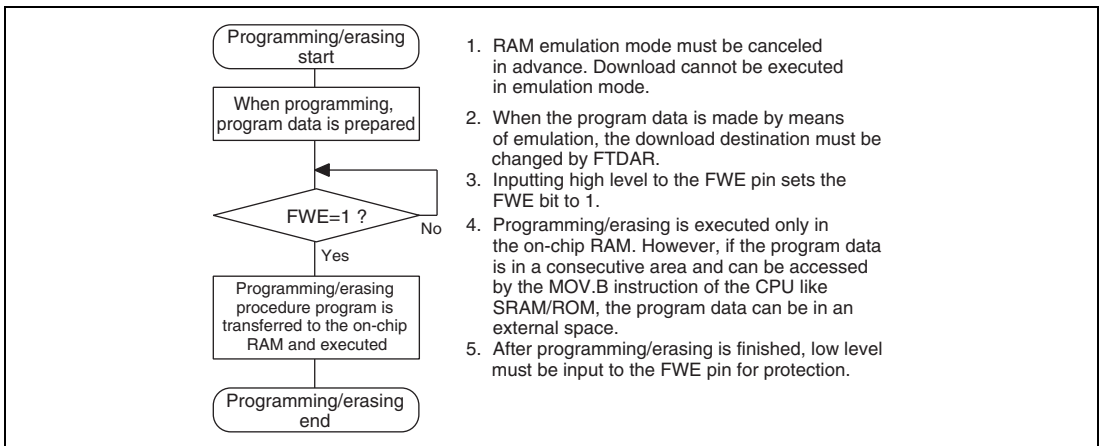 Programming/erasing
start
When programming,
program data is prepared
FWE=1 ?
No
Yes
Programming/erasing
procedure program is
transferred to the on-chip
RAM and executed
Programming/erasing
end
1. RAM emulation mode must be canceled
in advance. Download cannot be executed
in emulation mode.
2. When the program data is made by means
of emulation, the download destination must be
changed by FTDAR.
3. Inputting high level to the FWE pin sets the
FWE bit to 1.
4. Programming/erasing is executed only in
the on-chip RAM. However, if the program data
is in a consecutive area and can be accessed
by the MOV.B instruction of the CPU like
SRAM/ROM, the program data can be in an
external space.
5. After programming/erasing is finished, low level
must be input to the FWE pin for protection.